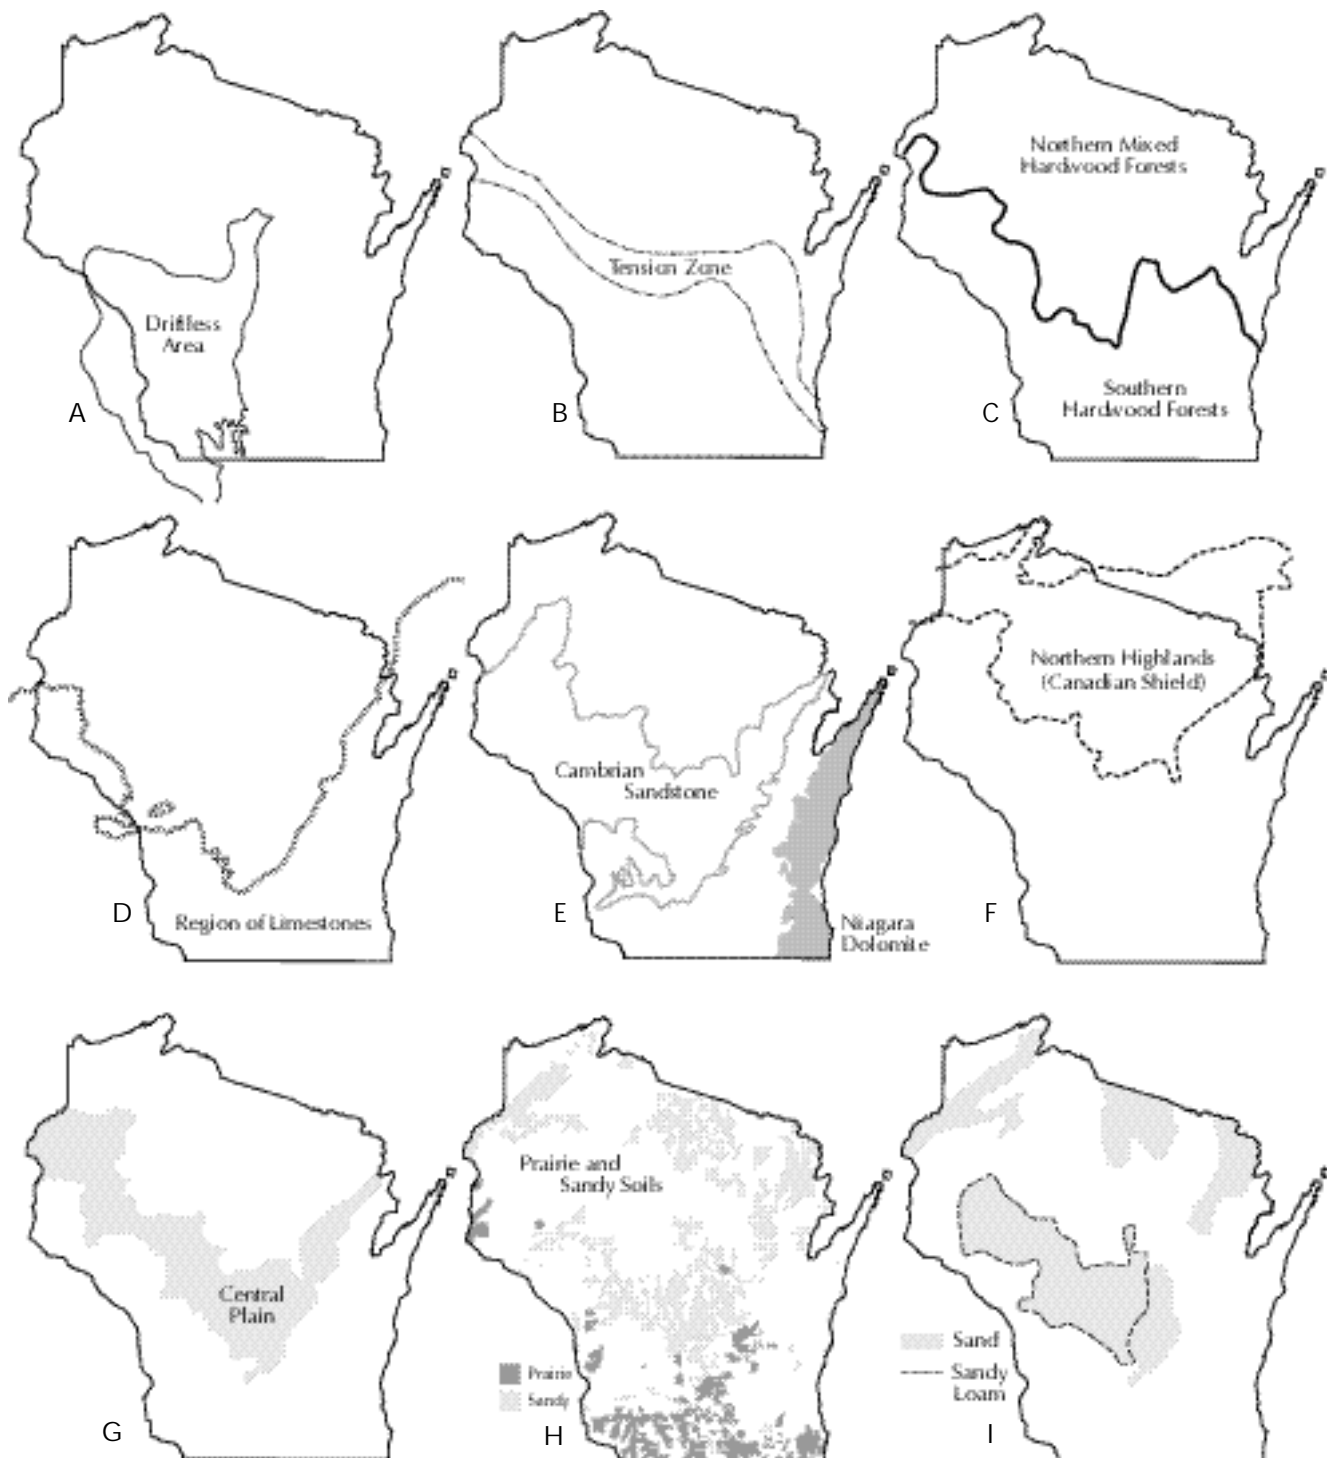 Northern Mixed
Hardwood Forests
Tension Zone
Driftless
Area
Southern
Hardwood Forests
A
B
C
Northern Highlands
(Canadian Shield)
Cambrian
Sandstone
D
Region of Limestones
E
Niagara
Dolomite
F
Prairie and
Sandy Soils
Central
Plain
Sand
Sandy
Loam
Prairie
Sandy
G
H
I